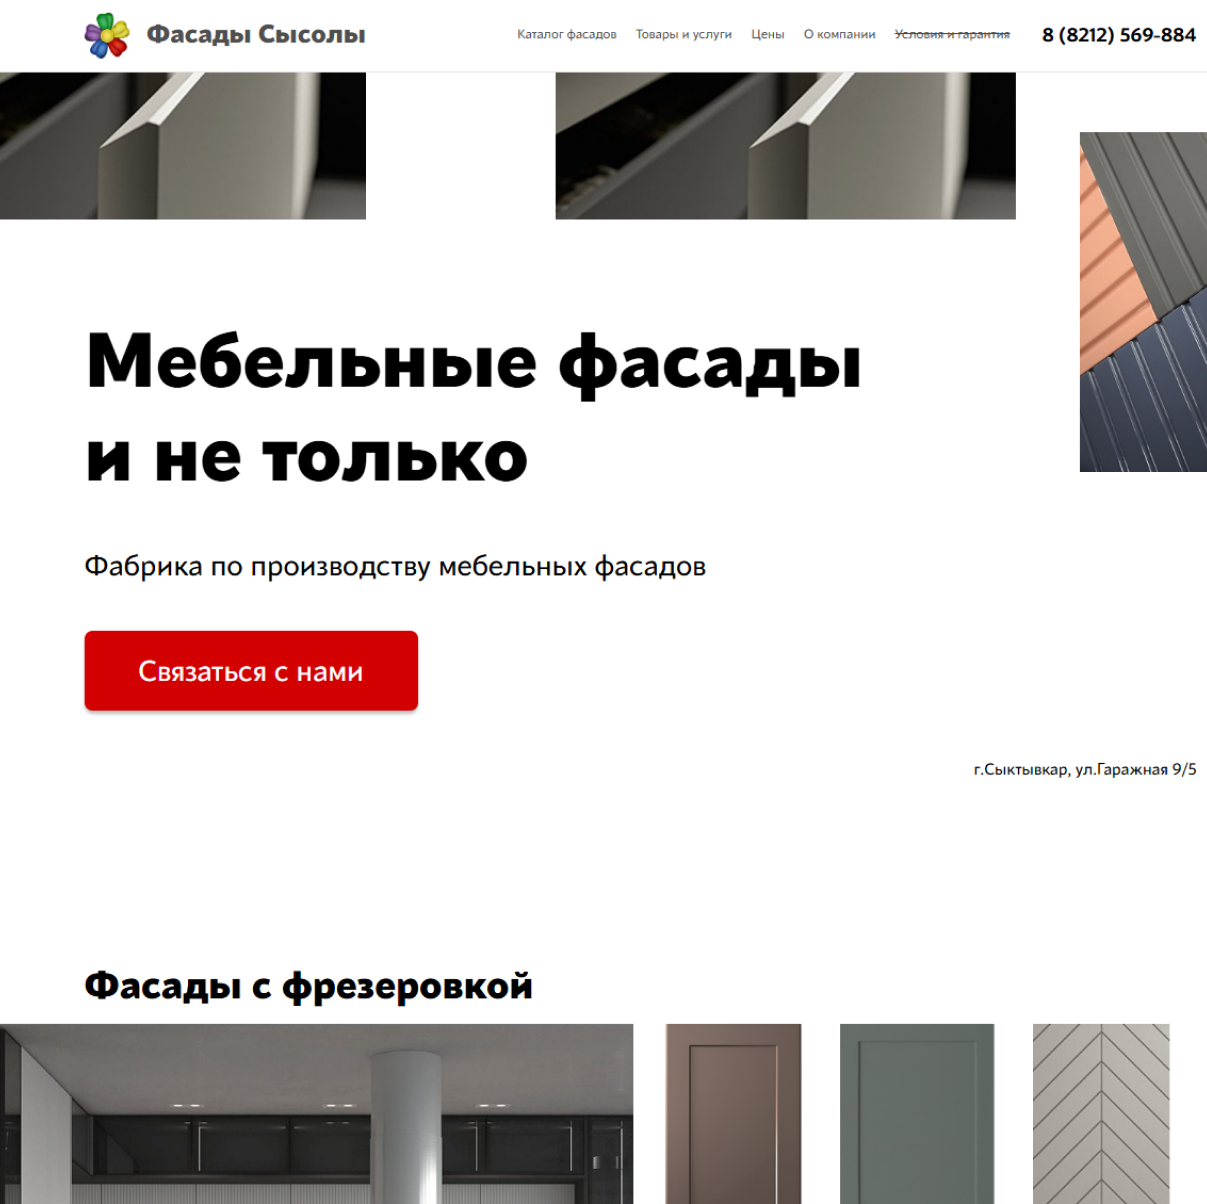 Фасады Сысолы
Каталог фасадов
Товары и услуги
Цены
О компании
Условия и гарантия
8 (8212) 569-884
Мебельные фасады
и не только
Фабрика по производству мебельных фасадов
Связаться с нами
г.Сыктывкар, ул.Гаражная 9/5
Фасады с фрезеровкой